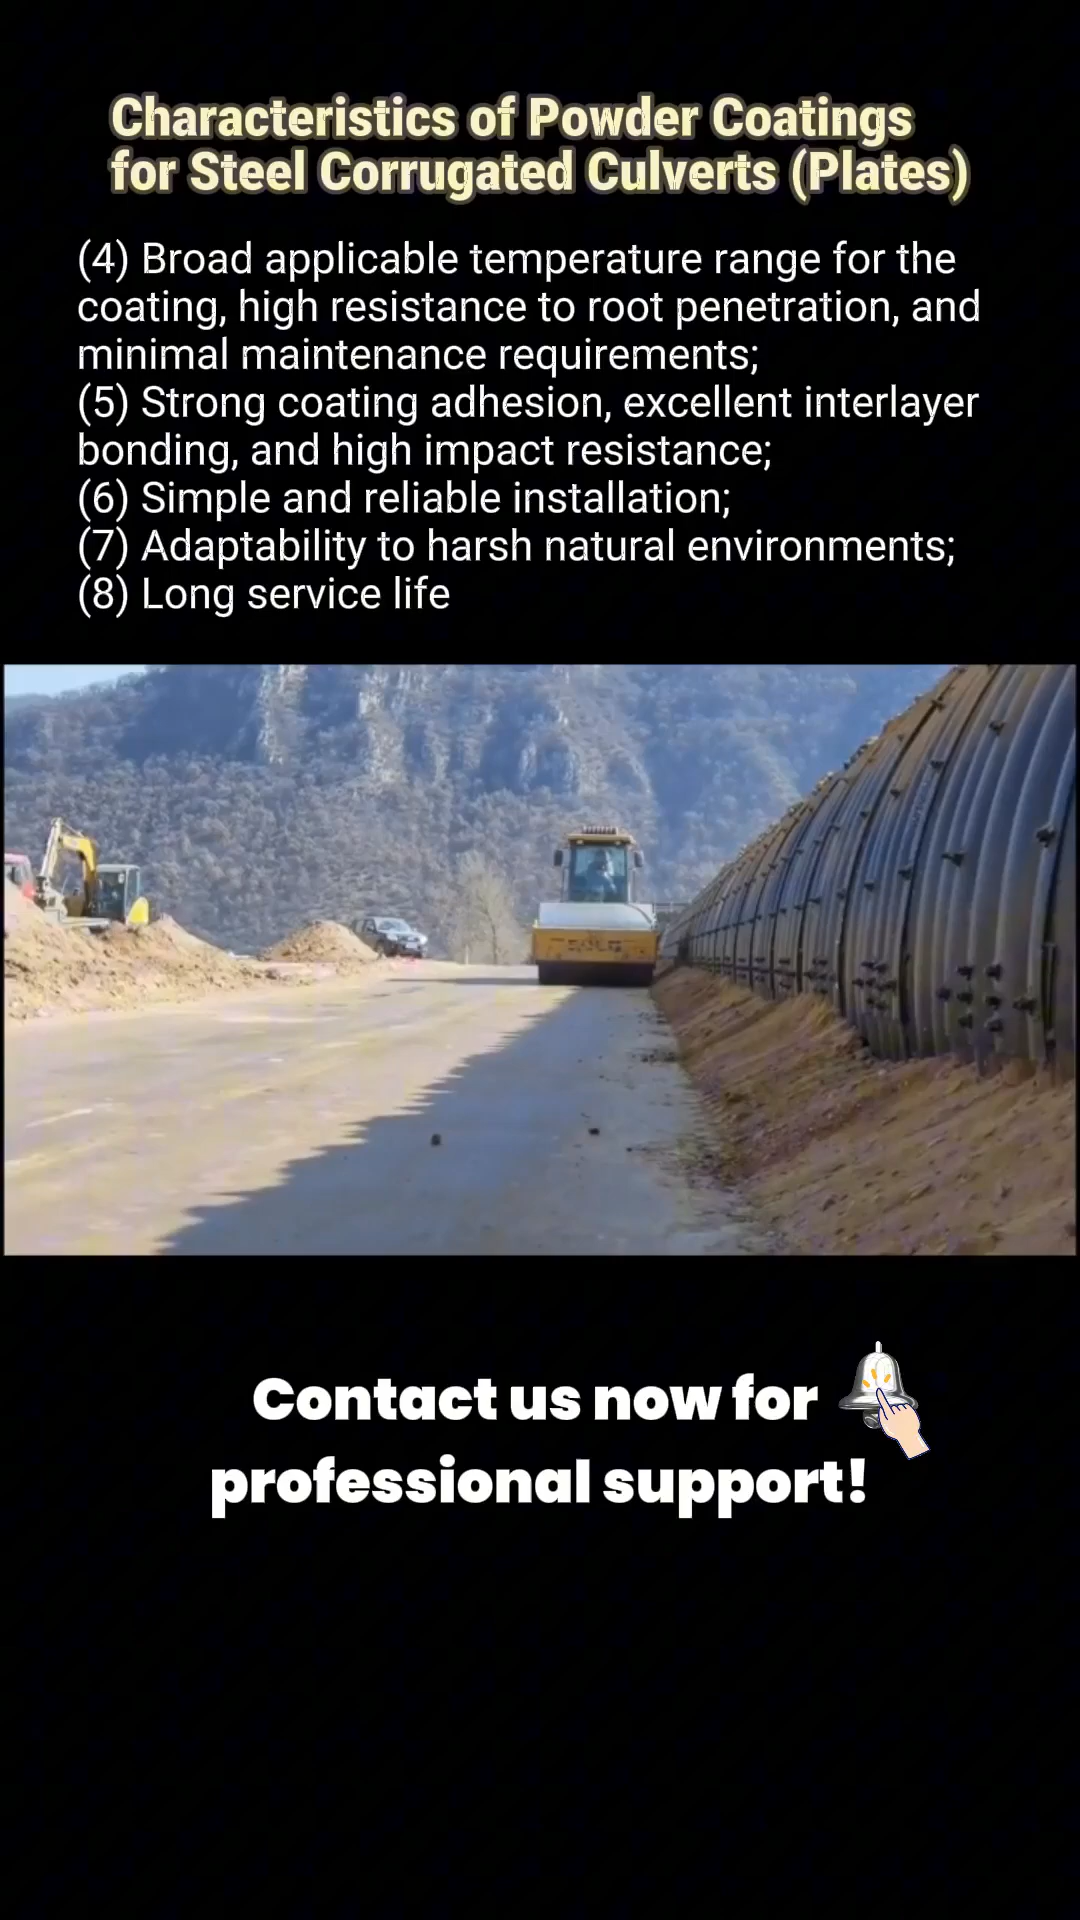 Characteristics of Powder Coatings
for Steel Corrugated Culverts (Plates)
(4) Broad applicable temperature range for the
coating, high resistance to root penetration, and
minimal maintenance requirements;
(5) Strong coating adhesion, excellent interlayer
bonding, and high impact resistance;
(6) Simple and reliable installation;
(7) Adaptability to harsh natural environments;
(8) Long service life
Contact us now for
professional support!